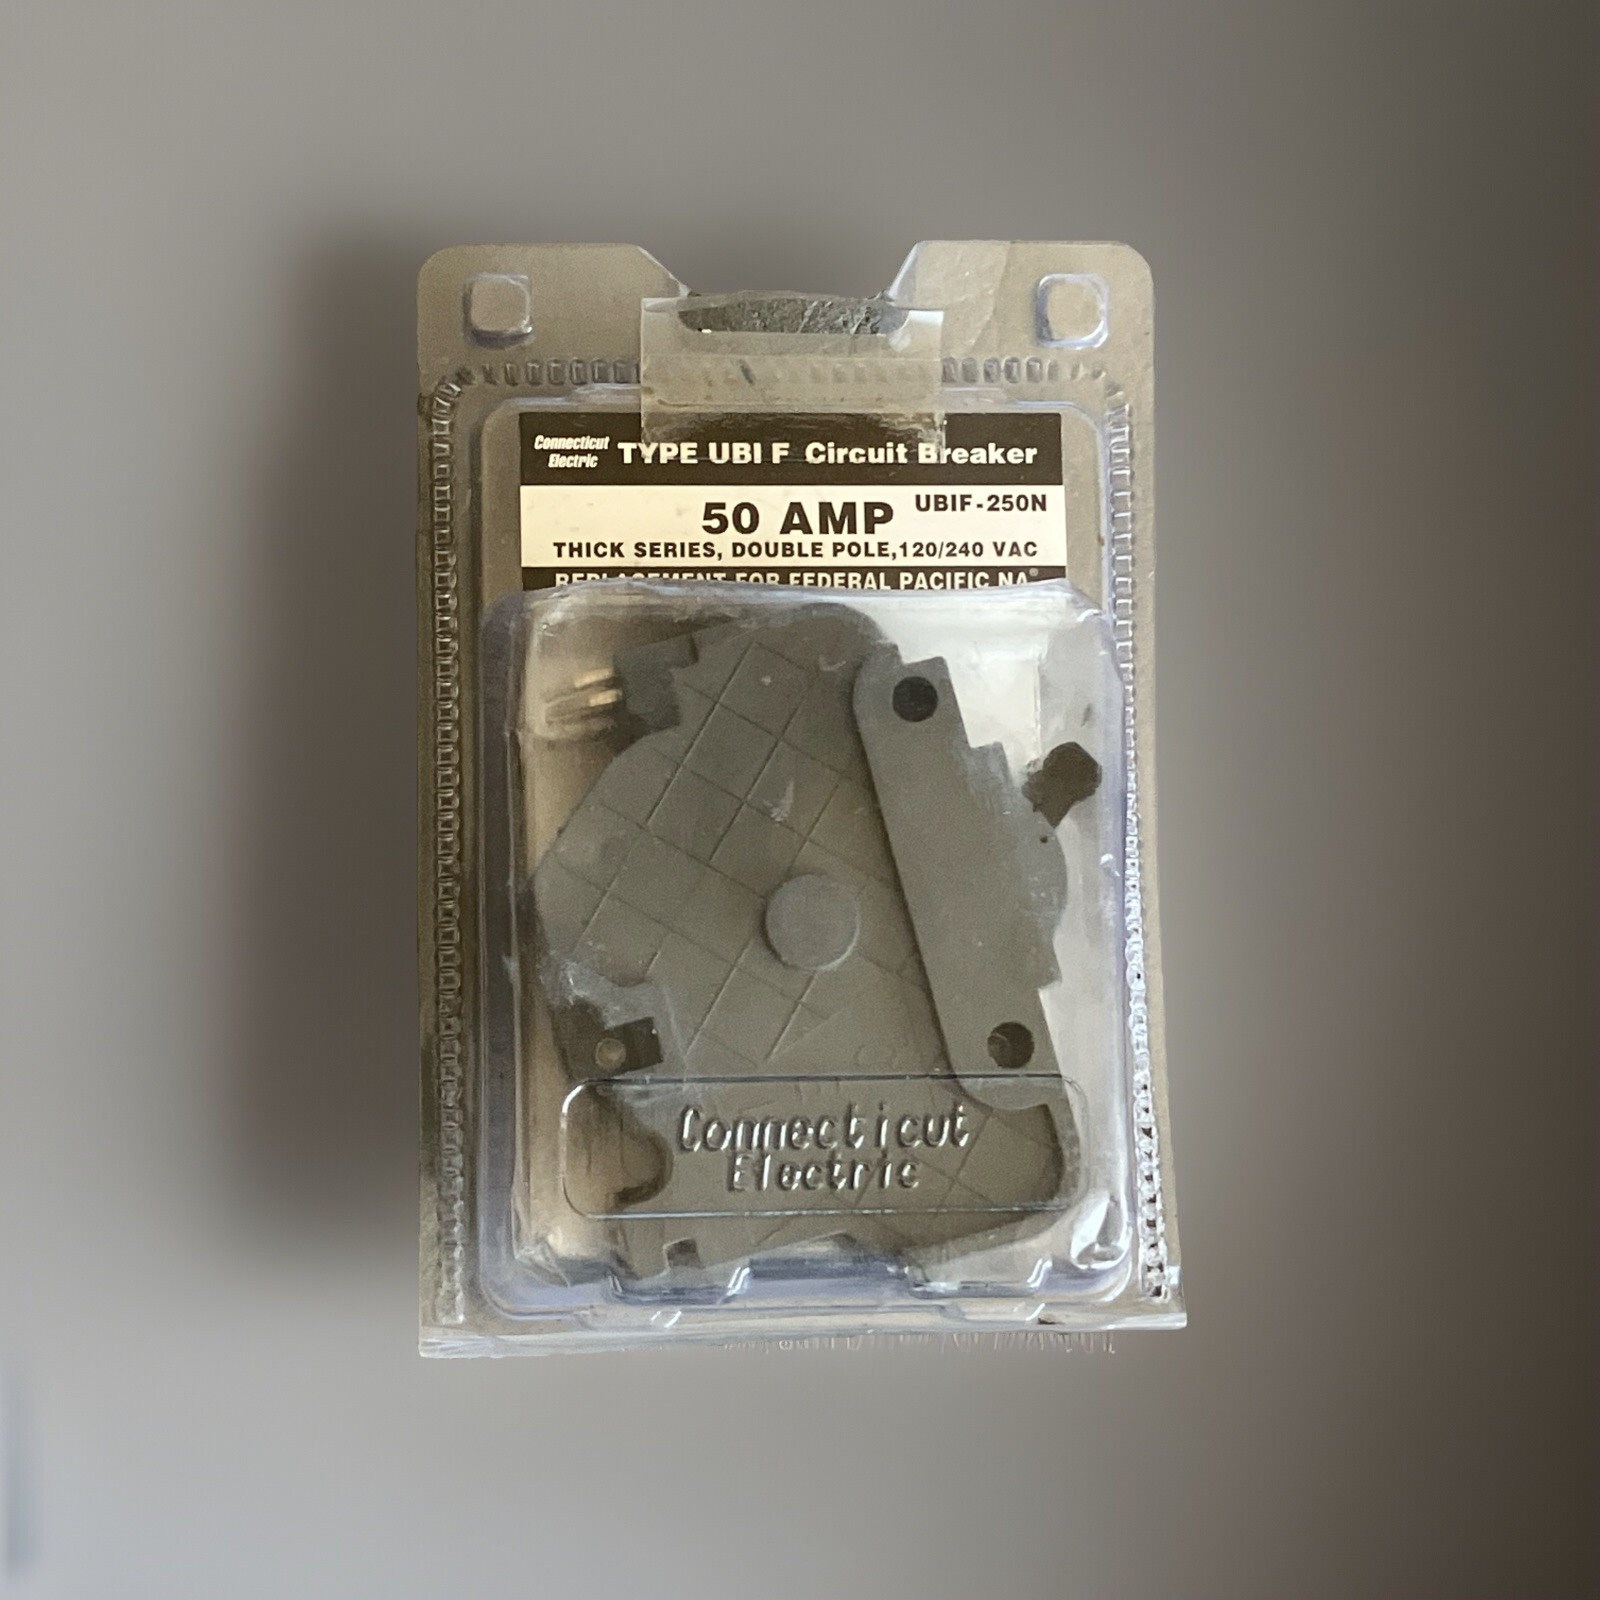 Connecticut
Electric
TYPE UBI F Circuit Breaker
50 AMP
UBIF-250N
THICK SERIES, DOUBLE POLE,120/240 VAC
REPLACEMENT FOR FEDERAL PACIFIC NA®
Connecticut
Electric